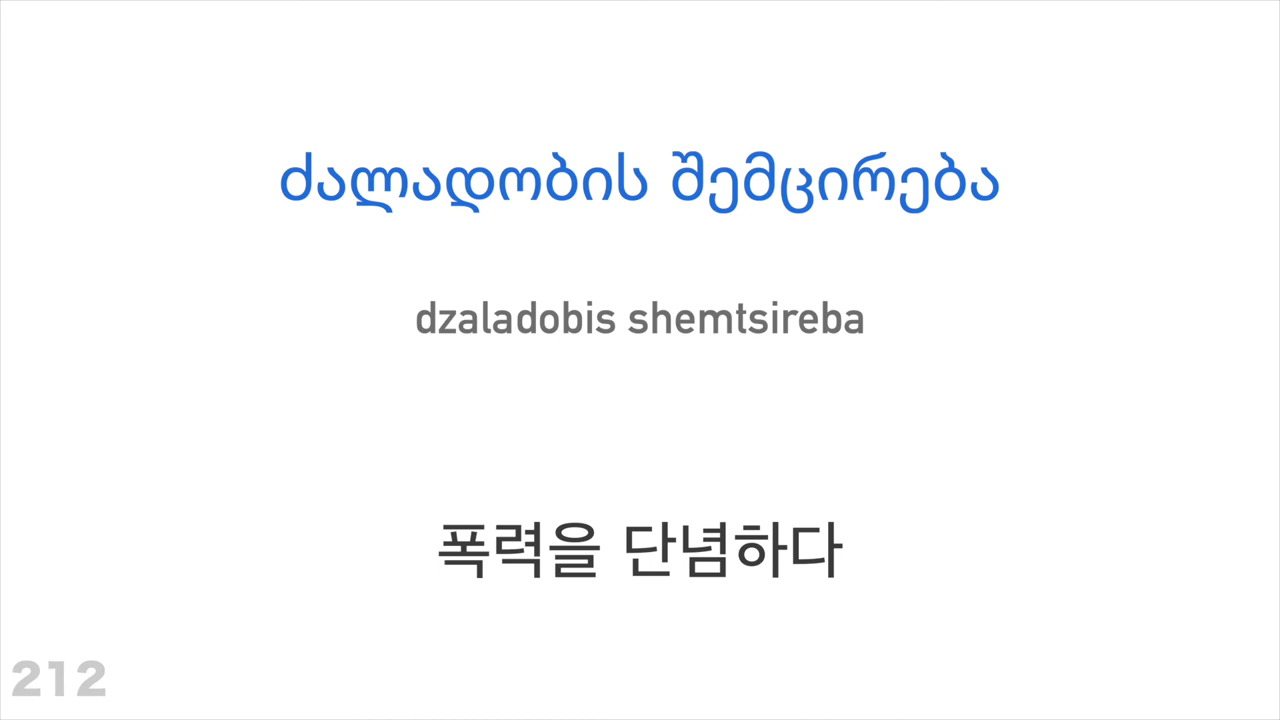 ძალადობის შემცირება
dzaladobis shemtsireba
폭력을 단념하다
212